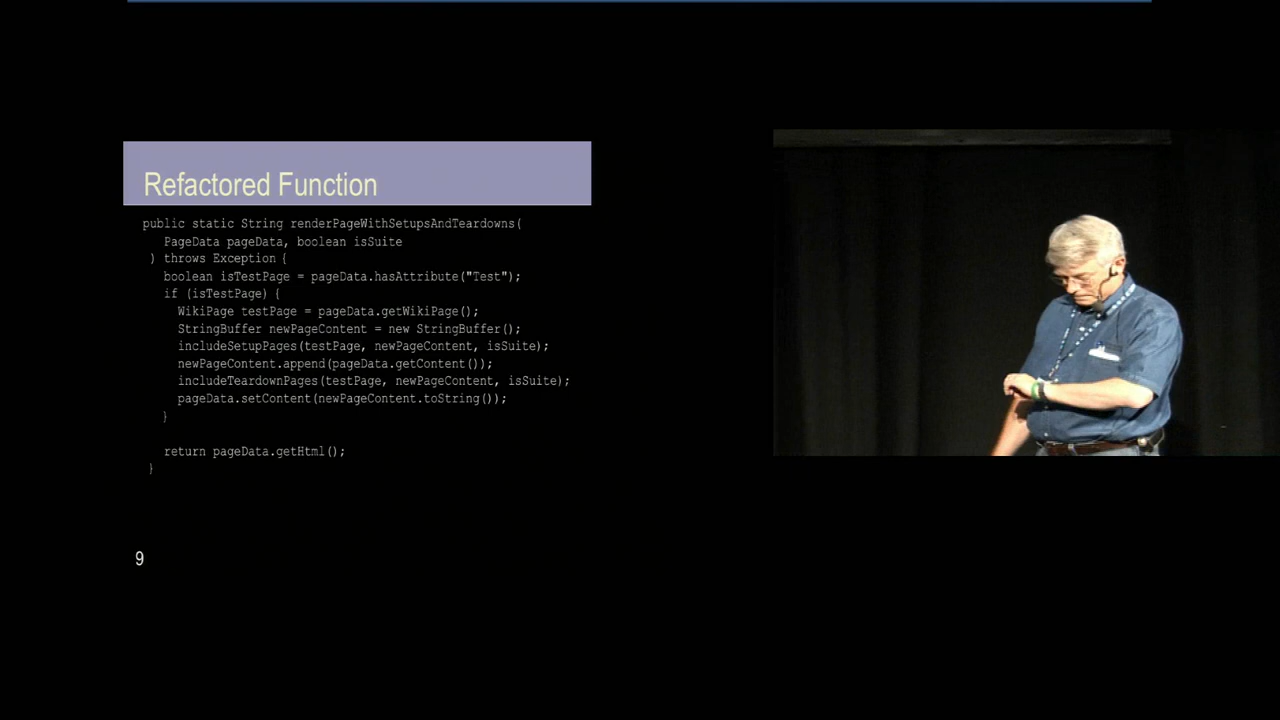 Refactored Function
public static String renderPageWithSetupsAndTeardowns(
PageData pageData, boolean isSuite
) throws Exception {
boolean isTestPage = pageData.hasAttribute("Test");
if (isTestPage) {
WikiPage testPage = pageData.getWikiPage();
StringBuffer newPageContent = new StringBuffer();
includeSetupPages(testPage, newPageContent, isSuite);
newPageContent.append(pageData.getContent());
includeTeardownPages(testPage, newPageContent, isSuite);
pageData.setContent(newPageContent.toString());
}
return pageData.getHtml();
}
9